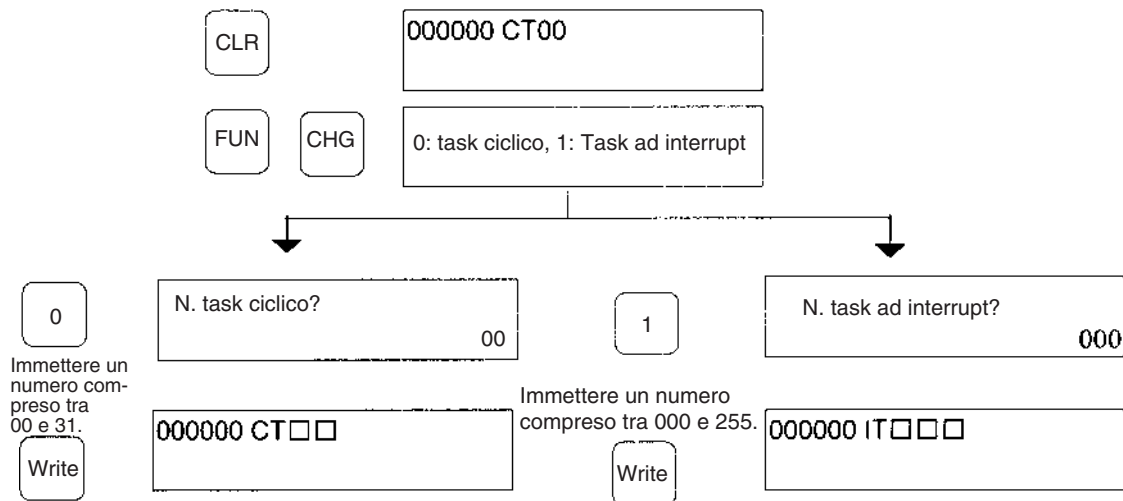 CLR
000000 CT00
FUN
CHG
0: task ciclico, 1: Task ad interrupt
0
N. task ciclico?
00
Immettere un
numero com-
preso tra
00 e 31.
Write
000000 CT□□
1
N. task ad interrupt?
000
Immettere un numero
compreso tra 000 e 255.
Write
000000 IT□□□